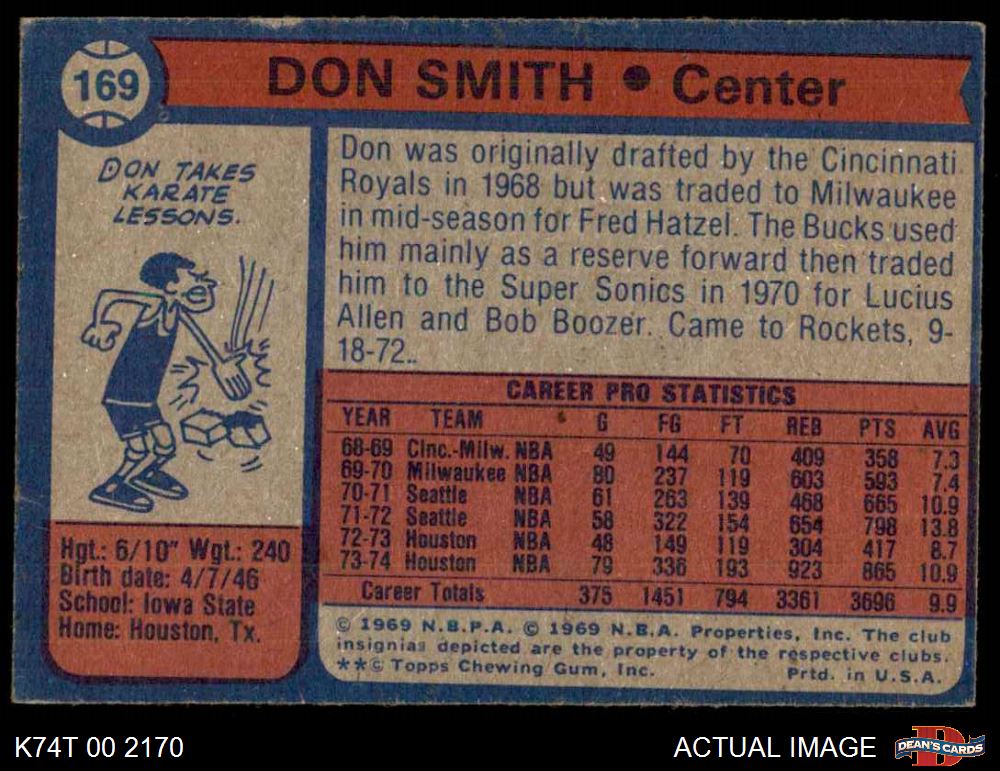 169
DON SMITH • Center
DON TAKES
KARATE
LESSONS.
Don was originally drafted by the Cincinnati
Royals in 1968 but was traded to Milwaukee
in mid-season for Fred Hatzel. The Bucks used
him mainly as a reserve forward then traded
him to the Super Sonics in 1970 for Lucius
Allen and Bob Boozer. Came to Rockets, 9-
18-72..
CAREER PRO STATISTICS
YEAR TEAM G FG FT REB PTS AVG
68-69 Cinc.-Milw. NBA 49 144 70 409 358 7.3
69-70 Milwaukee NBA 80 237 119 603 593 7.4
70-71 Seattle NBA 61 263 139 468 665 10.9
71-72 Seattle NBA 58 322 154 654 798 13.8
72-73 Houston NBA 48 149 119 304 417 8.7
73-74 Houston NBA 79 336 193 923 865 10.9
Career Totals 375 1451 794 3361 3696 9.9
Hgt.: 6/10" Wgt.: 240
Birth date: 4/7/46
School: Iowa State
Home: Houston, Tx.
© 1969 N.B.P.A. © 1969 N.B.A. Properties, Inc. The club
insignias depicted are the property of the respective clubs.
**© Topps Chewing Gum, Inc. Prtd. in U.S.A.
K74T 00 2170
ACTUAL IMAGE
D
DEAN'S CARDS